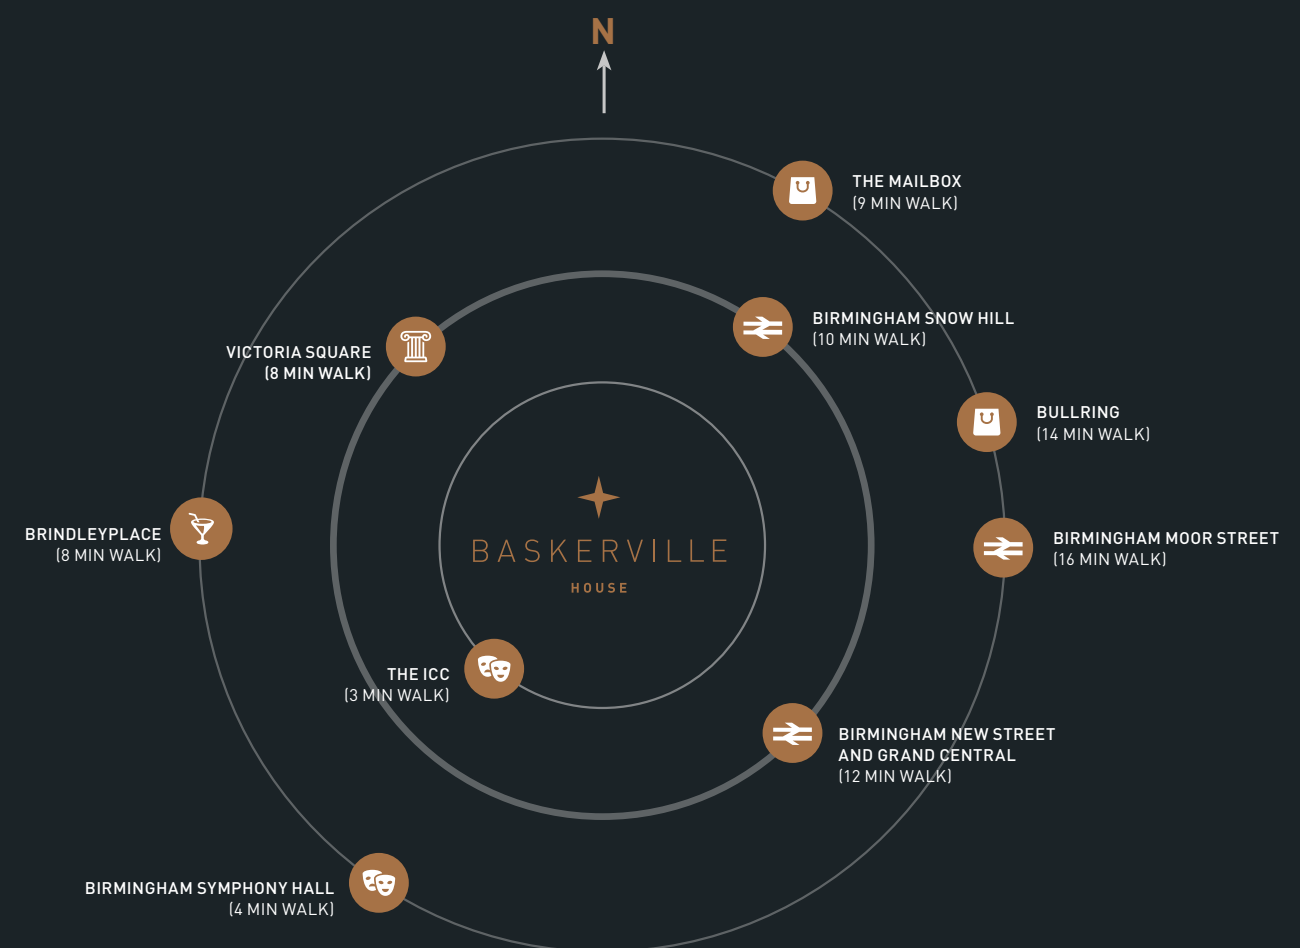 N
THE MAILBOX
(9 MIN WALK)
BIRMINGHAM SNOW HILL
(10 MIN WALK)
VICTORIA SQUARE
(8 MIN WALK)
BULLRING
(14 MIN WALK)
BRINDLEYPLACE
(8 MIN WALK)
BASKERVILLE
HOUSE
BIRMINGHAM MOOR STREET
(16 MIN WALK)
THE ICC
(3 MIN WALK)
BIRMINGHAM NEW STREET
AND GRAND CENTRAL
(12 MIN WALK)
BIRMINGHAM SYMPHONY HALL
(4 MIN WALK)